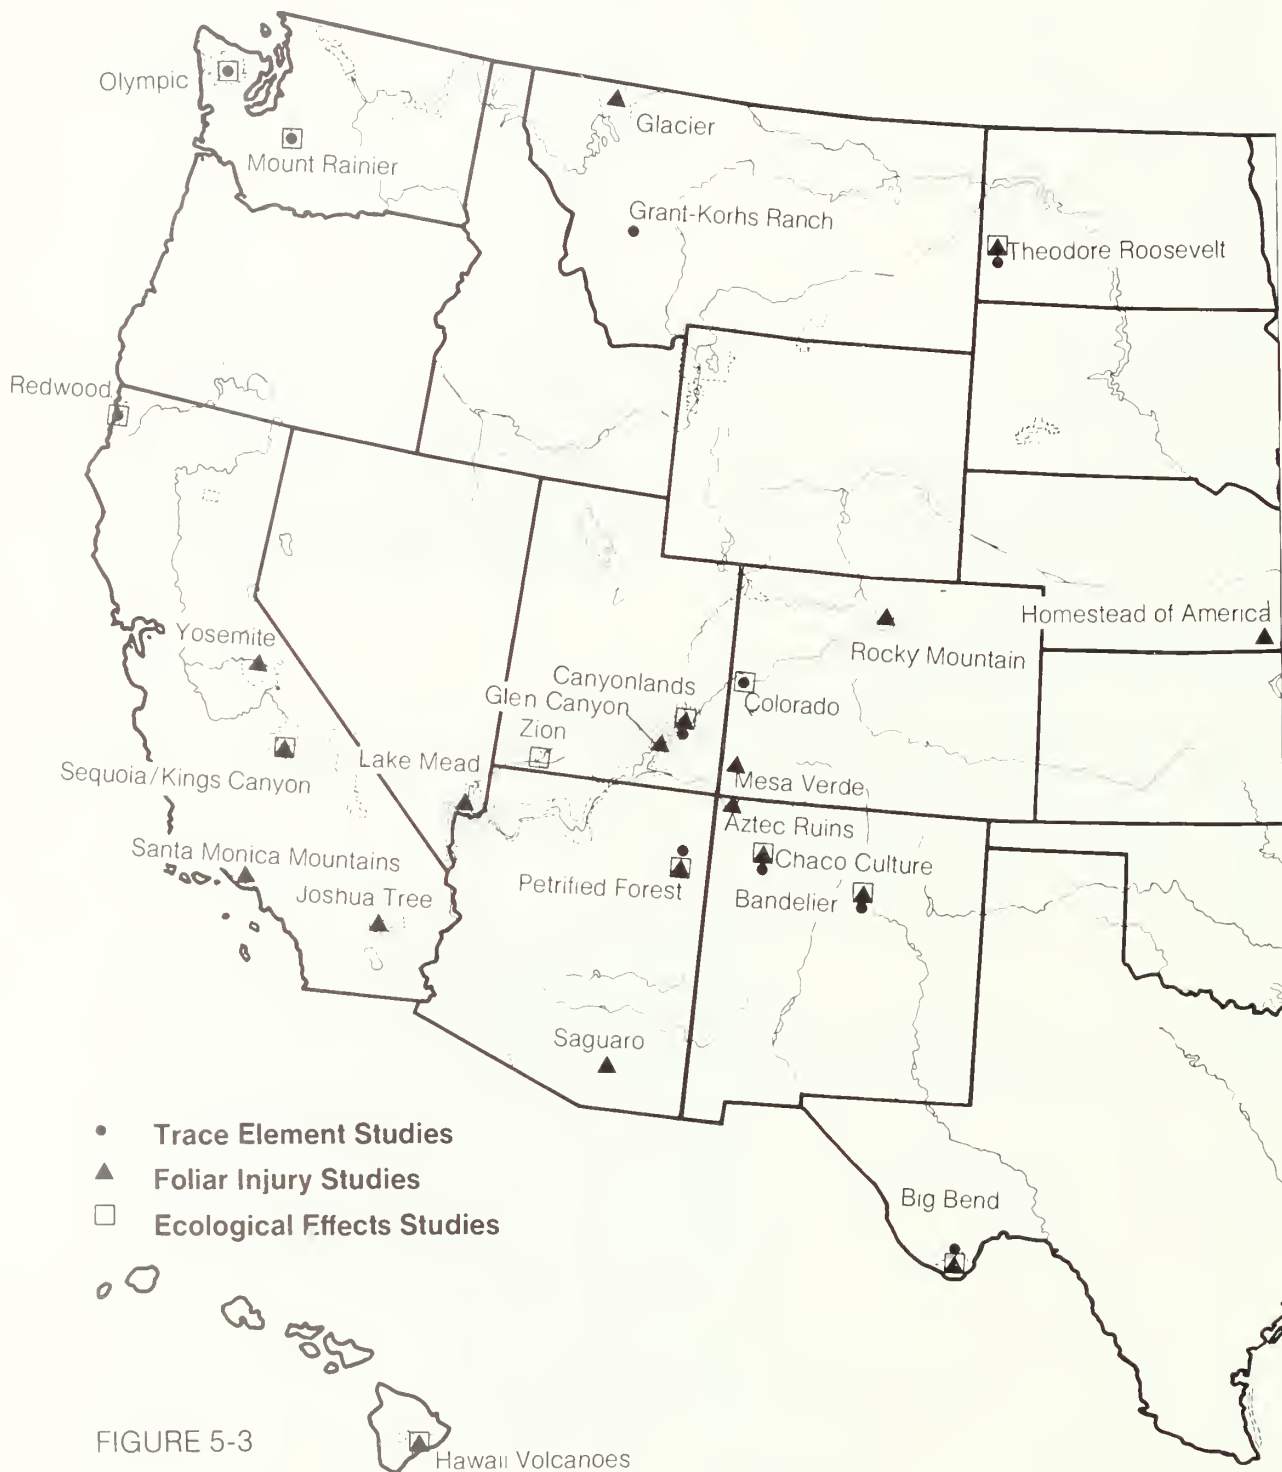 Olympic
Mount Rainier
Glacier
Grant-Korhs Ranch
Theodore Roosevelt
Redwood
Yosemite
Homestead of America
Rocky Mountain
Canyonlands
Glen Canyon
Zion
Colorado
Lake Mead
Sequoia/Kings Canyon
Mesa Verde
Aztec Ruins
Santa Monica Mountains
Chaco Culture
Joshua Tree
Petrified Forest
Bandelier
Saguaro
Trace Element Studies
Foliar Injury Studies
Ecological Effects Studies
Big Bend
FIGURE 5-3
Hawaii Volcanoes